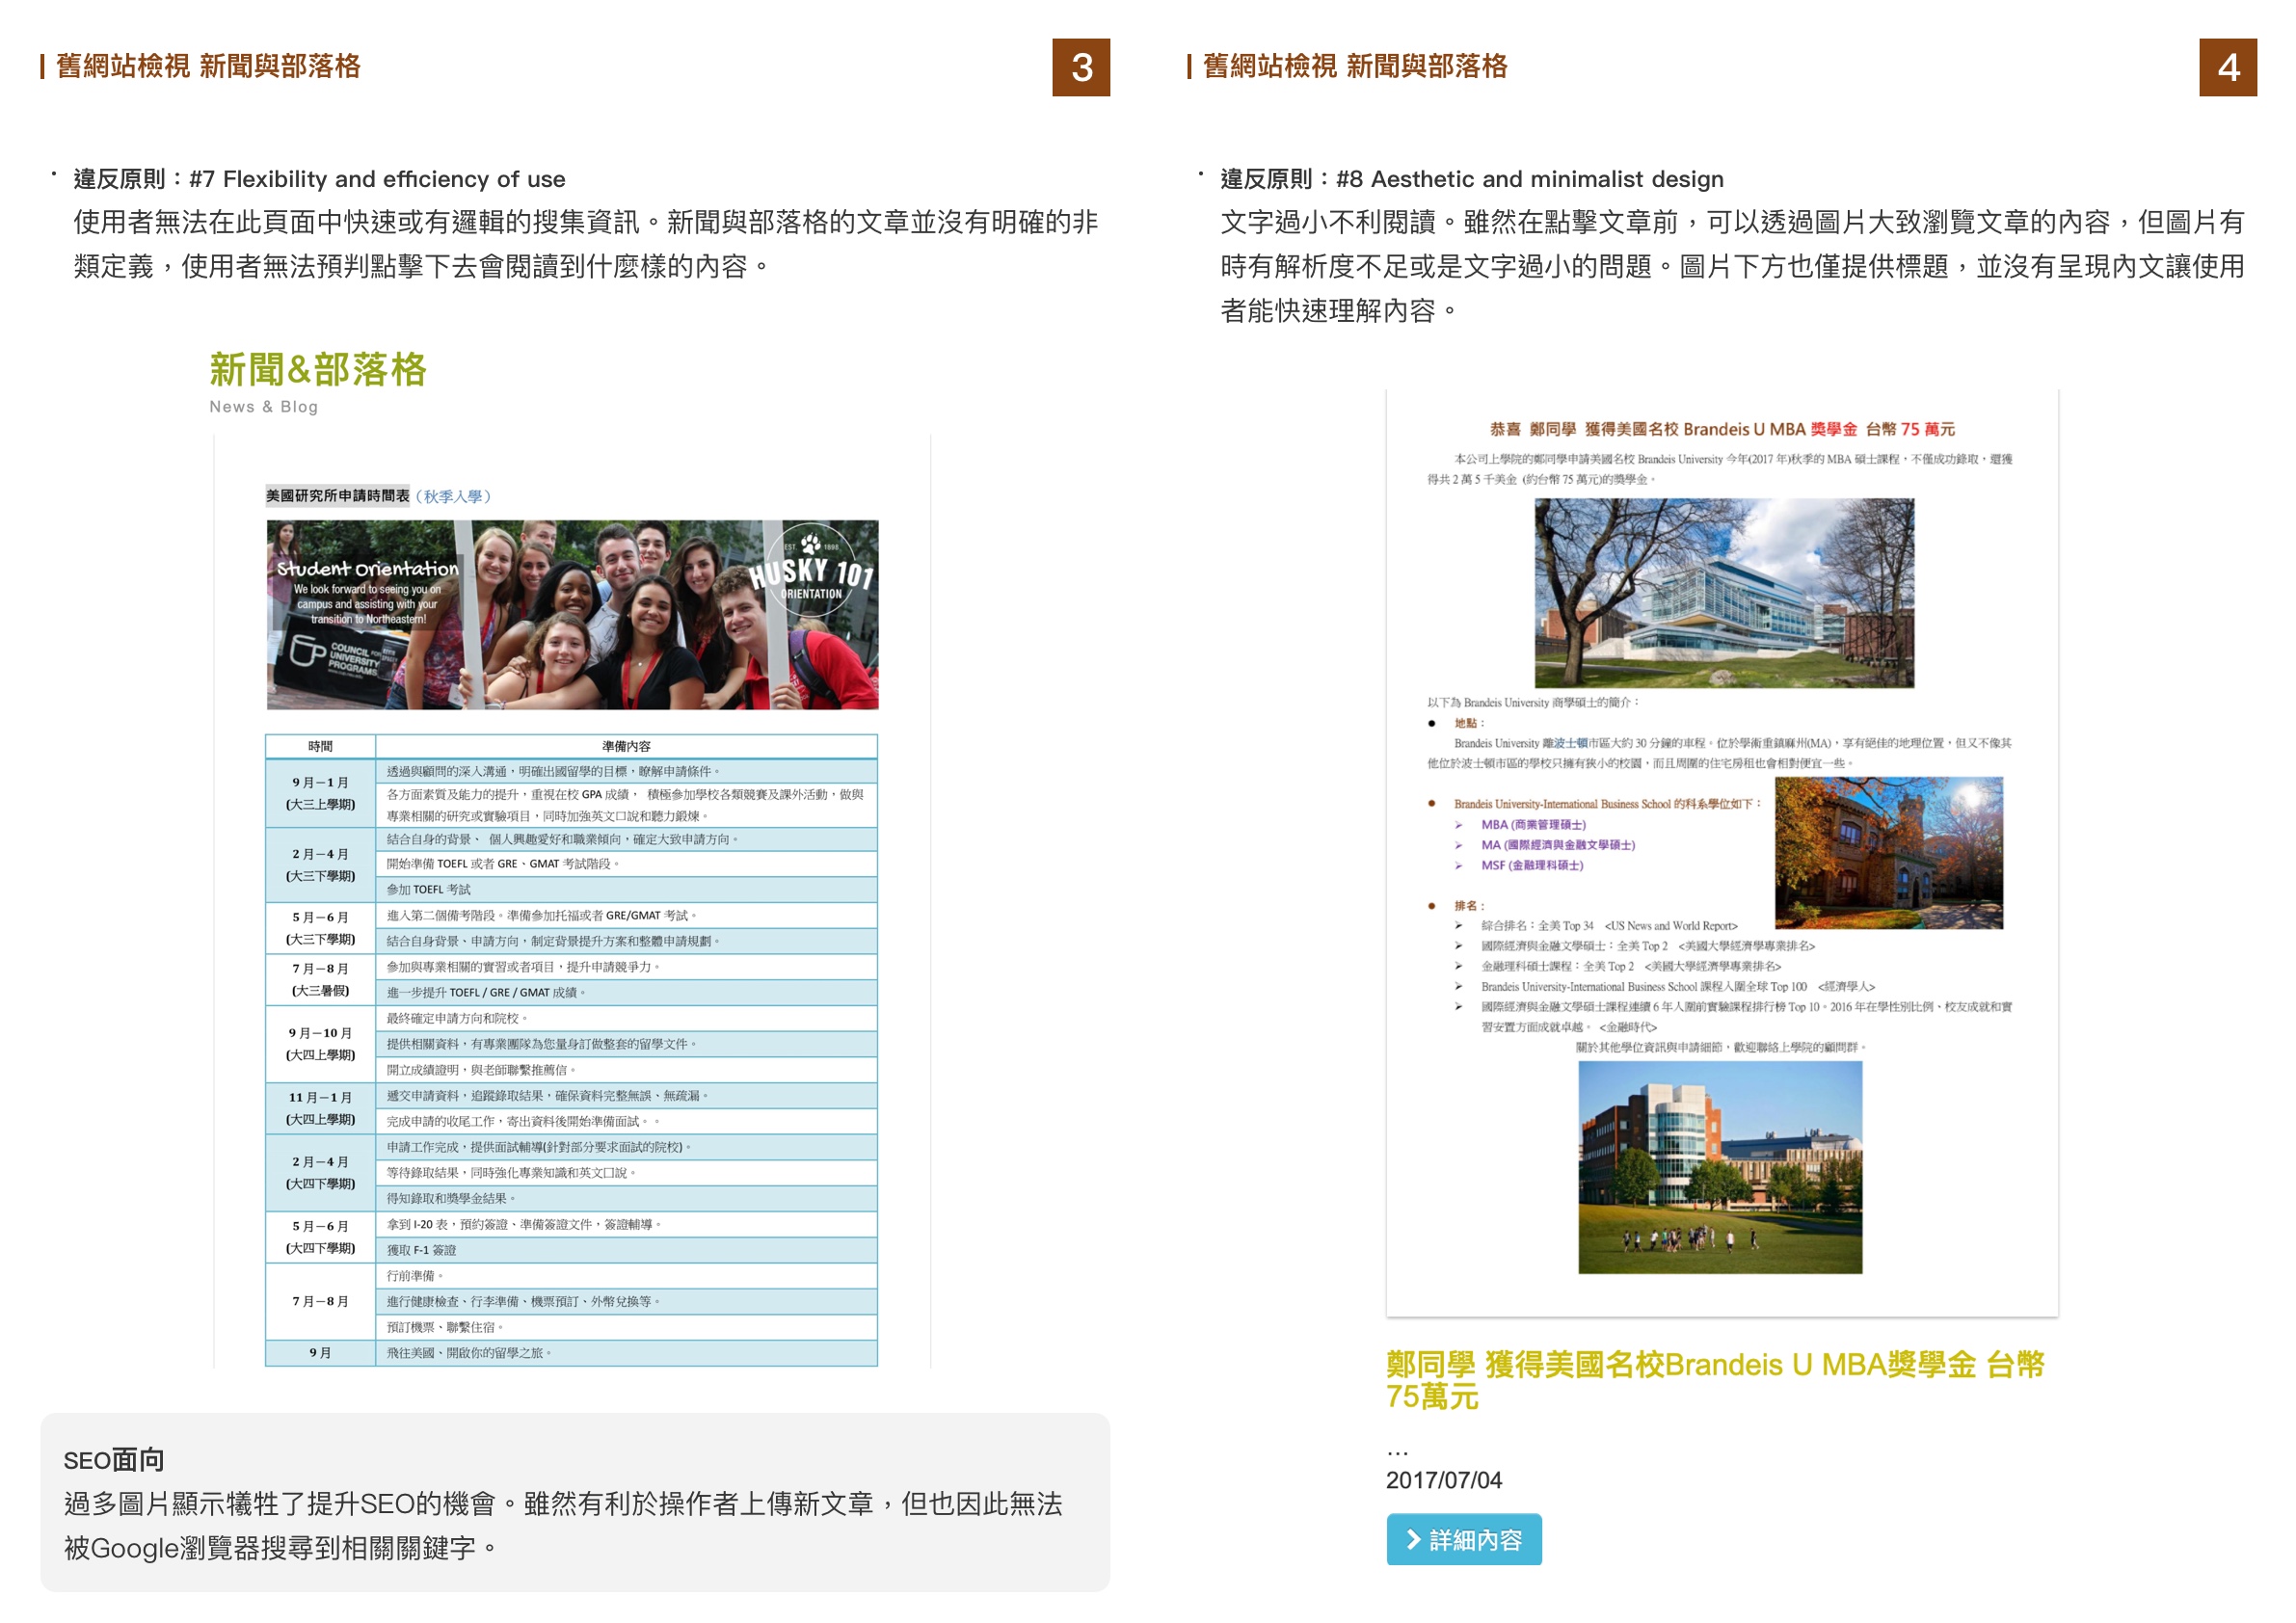 舊網站檢視 新聞與部落格
3
違反原則：#7 Flexibility and efficiency of use
使用者無法在此頁面中快速或有邏輯的搜集資訊。新聞與部落格的文章並沒有明確的非
類定義，使用者無法預判點擊下去會閱讀到什麼樣的內容。
新聞&部落格
News & Blog
美國研究所申請時間表（秋季入學）
Student Orientation
We look forward to seeing you on
campus and assisting with your
transition to Northeastern!
COUNCIL FOR
UNIVERSITY
PROGRAMS
EST. 1898
HUSKY 101
ORIENTATION
時間 準備內容
9 月－1 月
(大三上學期)
透過與顧問的深入溝通，明確出國留學的目標，瞭解申請條件。
各方面素質及能力的提升，重視在校 GPA 成績， 積極參加學校各類競賽及課外活動，做與
專業相關的研究或實驗項目，同時加強英文口說和聽力鍛煉。
2 月－4 月
(大三下學期)
結合自身的背景、 個人興趣愛好和職業傾向，確定大致申請方向。
開始準備 TOEFL 或者 GRE、GMAT 考試階段。
參加 TOEFL 考試
5 月－6 月
(大三下學期)
進入第二個備考階段。準備參加托福或者 GRE/GMAT 考試。
結合自身背景、申請方向，制定背景提升方案和整體申請規劃。
7 月－8 月
(大三暑假)
參加與專業相關的實習或者項目，提升申請競爭力。
進一步提升 TOEFL / GRE / GMAT 成績。
9 月－10 月
(大四上學期)
最終確定申請方向和院校。
提供相關資料，有專業團隊為您量身訂做整套的留學文件。
開立成績證明，與老師聯繫推薦信。
11 月－1 月
(大四上學期)
遞交申請資料，追蹤錄取結果，確保資料完整無誤、無疏漏。
完成申請的收尾工作，寄出資料後開始準備面試。。
2 月－4 月
(大四下學期)
申請工作完成，提供面試輔導(針對部分要求面試的院校)。
等待錄取結果，同時強化專業知識和英文口說。
得知錄取和獎學金結果。
5 月－6 月
(大四下學期)
拿到 I-20 表，預約簽證、準備簽證文件，簽證輔導。
獲取 F-1 簽證
7 月－8 月
行前準備。
進行健康檢查、行李準備、機票預訂、外幣兌換等。
預訂機票、聯繫住宿。
9 月
飛往美國、開啟你的留學之旅。
SEO面向
過多圖片顯示犧牲了提升SEO的機會。雖然有利於操作者上傳新文章，但也因此無法
被Google瀏覽器搜尋到相關關鍵字。
舊網站檢視 新聞與部落格
4
違反原則：#8 Aesthetic and minimalist design
文字過小不利閱讀。雖然在點擊文章前，可以透過圖片大致瀏覽文章的內容，但圖片有
時有解析度不足或是文字過小的問題。圖片下方也僅提供標題，並沒有呈現內文讓使用
者能快速理解內容。
恭喜 鄭同學 獲得美國名校 Brandeis U MBA 獎學金 台幣 75 萬元
本公司上學院的鄭同學申請美國名校 Brandeis University 今年(2017 年)秋季的 MBA 碩士課程，不僅成功錄取，還獲
得共 2 萬 5 千美金 (約台幣 75 萬元)的獎學金。
以下為 Brandeis University 商學碩士的簡介：
● 地點：
Brandeis University 離波士頓市區大約 30 分鐘的車程。位於學術重鎮麻州(MA)，享有絕佳的地理位置，但又不像其
他位於波士頓市區的學校只擁有狹小的校園，而且周圍的住宅房租也會相對便宜一些。
● Brandeis University-International Business School 的科系學位如下：
➢ MBA (商業管理碩士)
➢ MA (國際經濟與金融文學碩士)
➢ MSF (金融理科碩士)
● 排名：
➢ 綜合排名：全美 Top 34 <US News and World Report>
➢ 國際經濟與金融文學碩士：全美 Top 2 <美國大學經濟學專業排名>
➢ 金融理科碩士課程：全美 Top 2 <美國大學經濟學專業排名>
➢ Brandeis University-International Business School 課程入圍全球 Top 100 <經濟學人>
➢ 國際經濟與金融文學碩士課程連續 6 年入圍前實驗課程排行榜 Top 10。2016 年在學性別比例、校友成就和實
習安置方面成就卓越。 <金融時代>
關於其他學位資訊與申請細節，歡迎聯絡上學院的顧問群。
鄭同學 獲得美國名校Brandeis U MBA獎學金 台幣
75萬元
...
2017/07/04
詳細內容